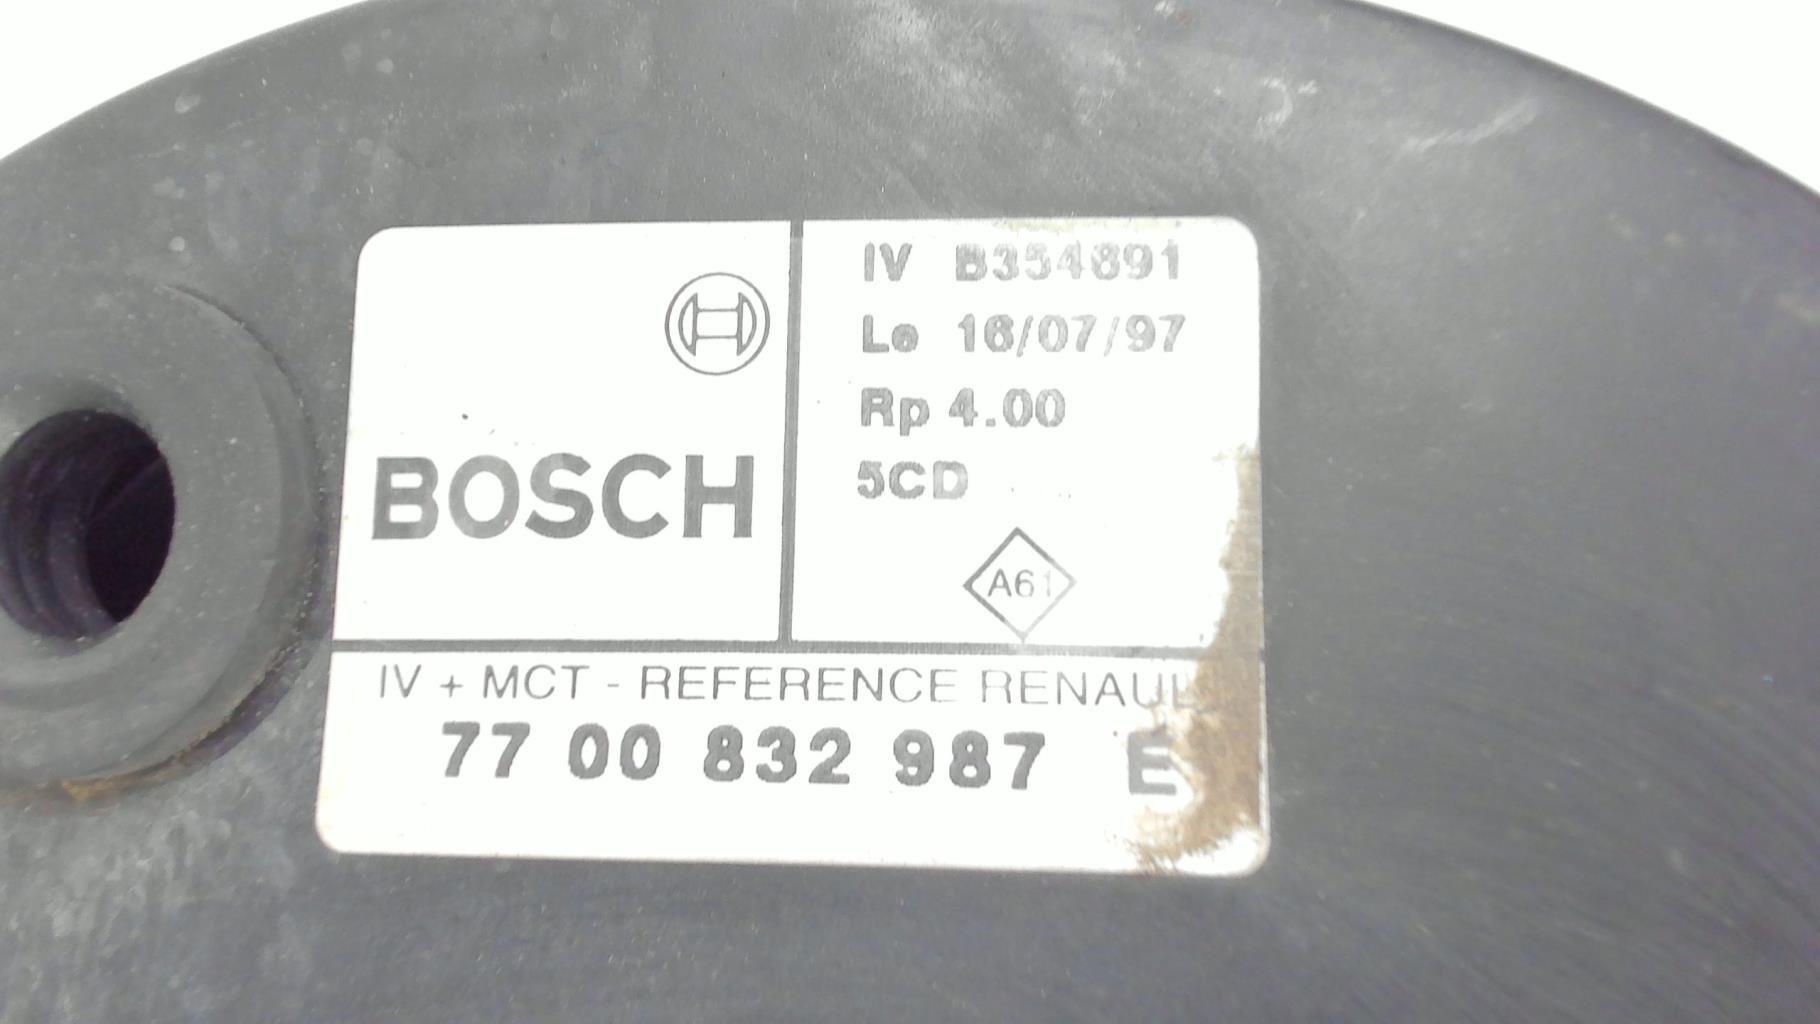 BOSCH
IV B354891
Le 16/07/97
Rp 4.00
5CD
A61
IV + MCT - REFERENCE RENAUL
77 00 832 987 E